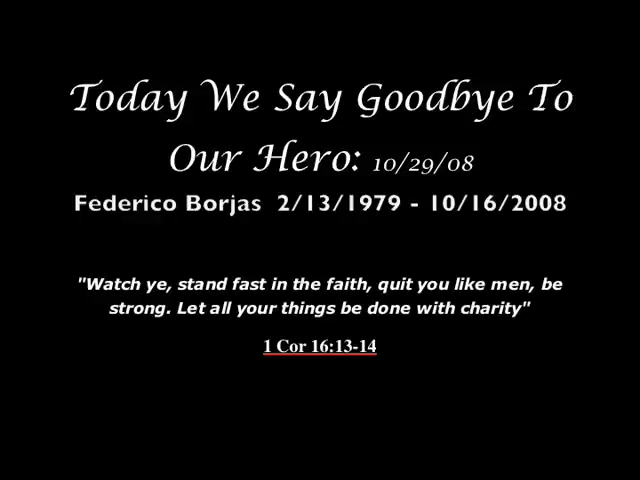 Today We Say Goodbye To
Our Hero: 10/29/08
Federico Borjas 2/13/1979 - 10/16/2008
"Watch ye, stand fast in the faith, quit you like men, be
strong. Let all your things be done with charity"
1 Cor 16:13-14